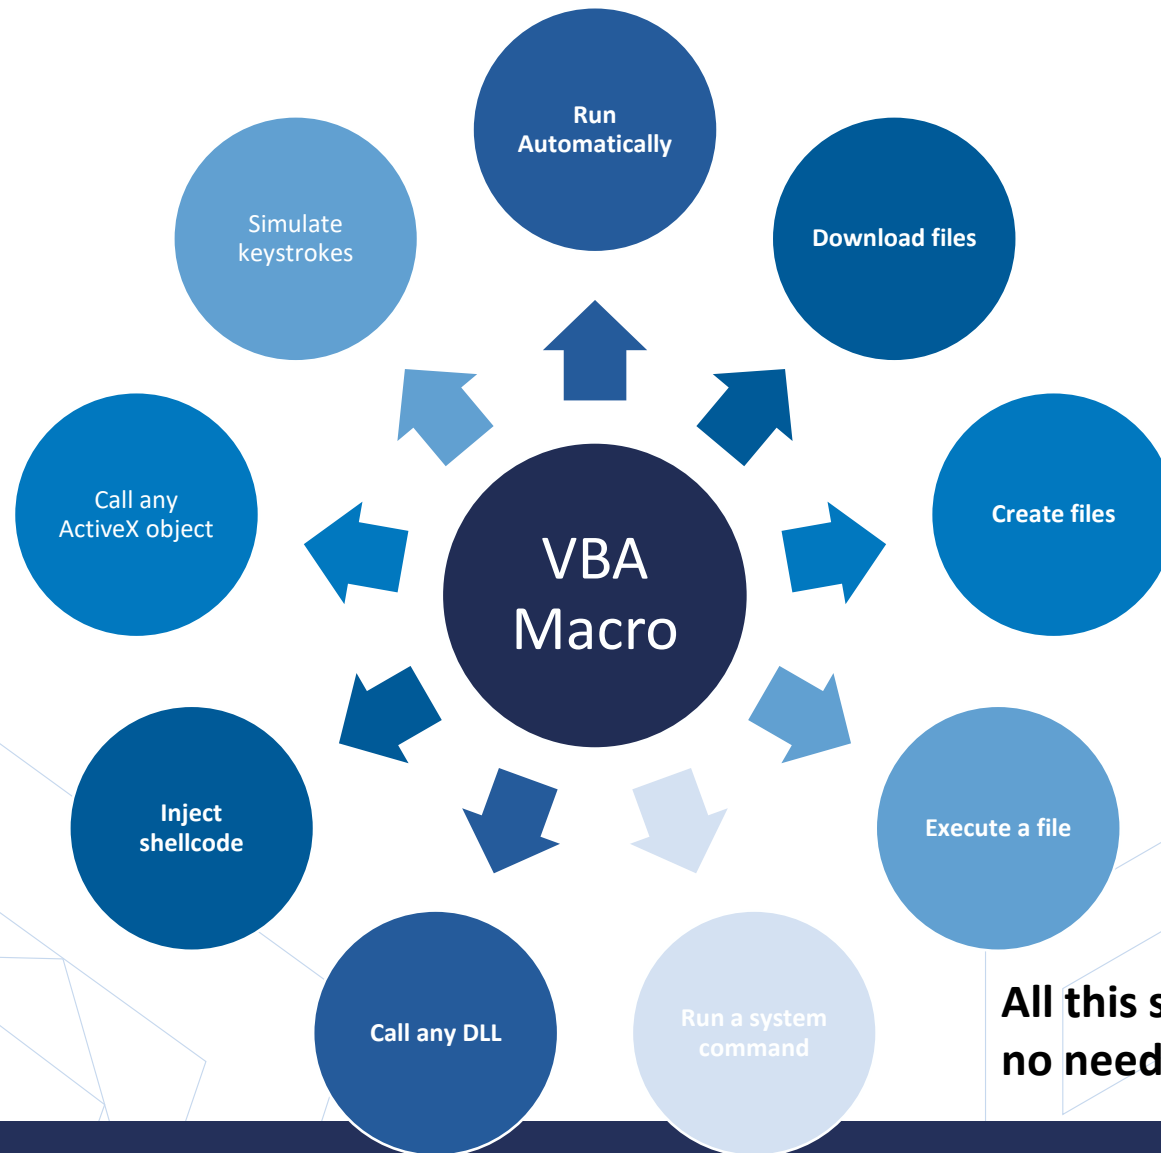 Run
Automatically
Download files
Create files
Execute a file
Run a system
command
Call any DLL
Inject
shellcode
Call any
ActiveX object
Simulate
keystrokes
VBA
Macro
All this s
no need